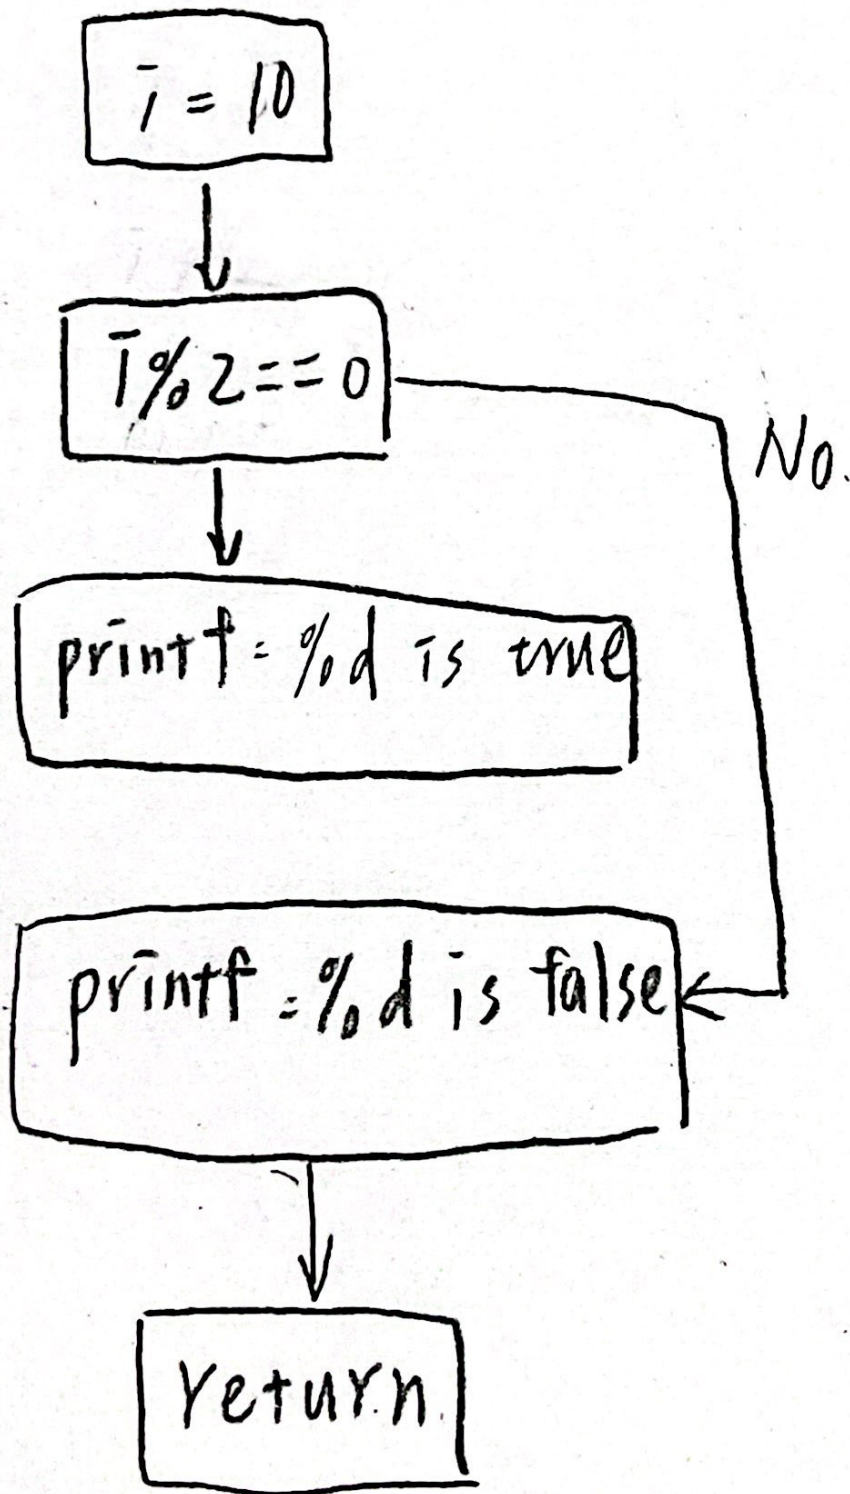 i = 10
i%2==0
No.
printf = %d is true
printf = %d is false
return.